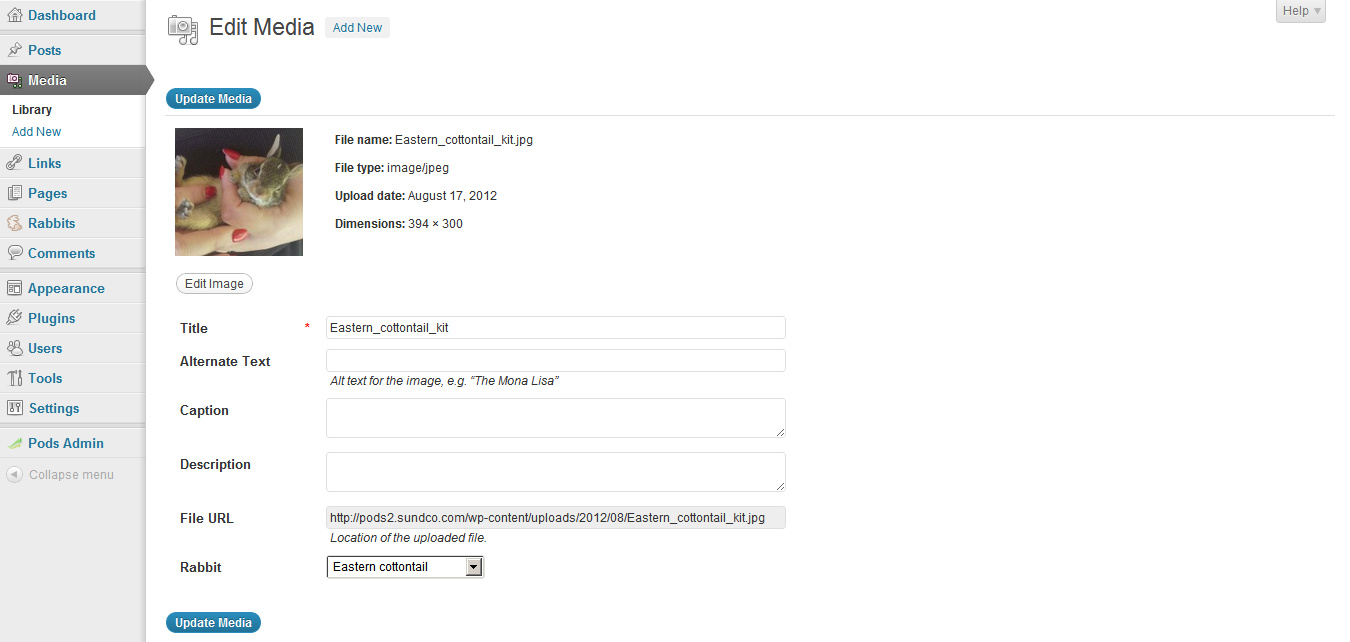 Dashboard
Posts
Media
Library
Add New
Links
Pages
Rabbits
Comments
Appearance
Plugins
Users
Tools
Settings
Pods Admin
Collapse menu
Help
Edit Media Add New
Update Media
File name: Eastern_cottontail_kit.jpg
File type: image/jpeg
Upload date: August 17, 2012
Dimensions: 394 × 300
Edit Image
Title * Eastern_cottontail_kit
Alternate Text
Alt text for the image, e.g. “The Mona Lisa”
Caption
Description
File URL http://pods2.sundco.com/wp-content/uploads/2012/08/Eastern_cottontail_kit.jpg
Location of the uploaded file.
Rabbit Eastern cottontail
Update Media